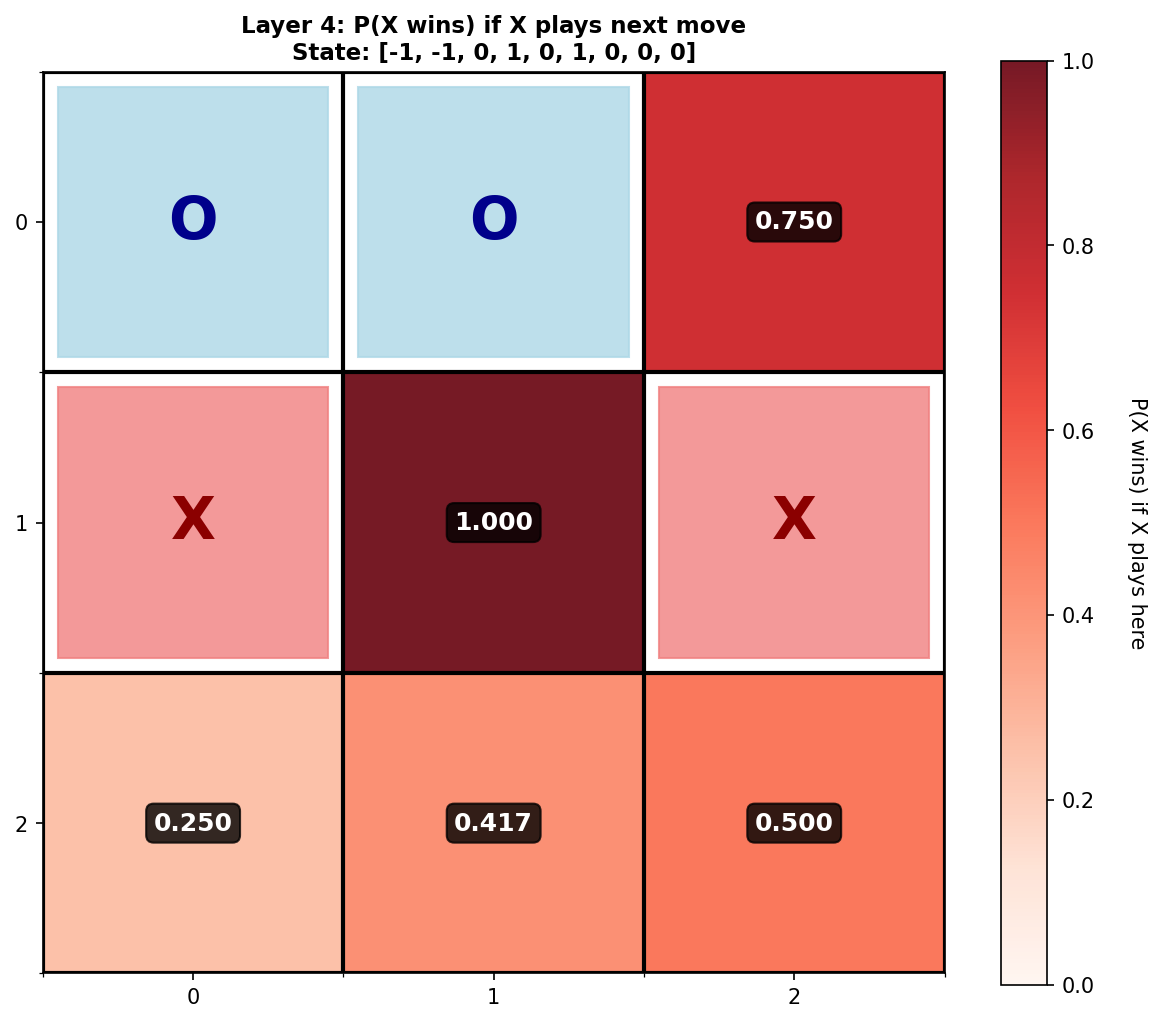 Layer 4: P(X wins) if X plays next move
State: [-1, -1, 0, 1, 0, 1, 0, 0, 0]
0
O
O
0.750
1
X
1.000
X
2
0.250
0.417
0.500
0
1
2
1.0
0.8
0.6
0.4
0.2
0.0
P(X wins) if X plays here